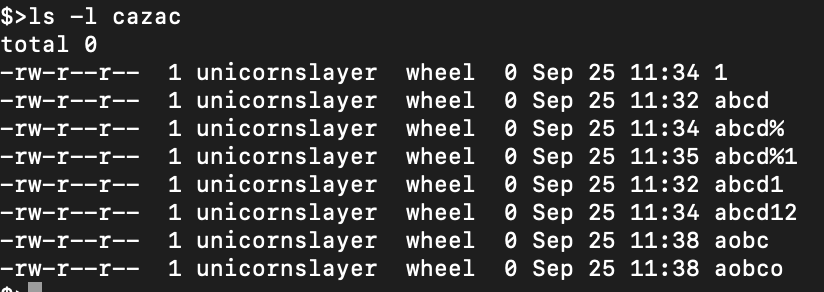 $>ls -l cazac
total 0
-rw-r--r--  1 unicornslayer  wheel  0 Sep 25 11:34 1
-rw-r--r--  1 unicornslayer  wheel  0 Sep 25 11:32 abcd
-rw-r--r--  1 unicornslayer  wheel  0 Sep 25 11:34 abcd%
-rw-r--r--  1 unicornslayer  wheel  0 Sep 25 11:35 abcd%1
-rw-r--r--  1 unicornslayer  wheel  0 Sep 25 11:32 abcd1
-rw-r--r--  1 unicornslayer  wheel  0 Sep 25 11:34 abcd12
-rw-r--r--  1 unicornslayer  wheel  0 Sep 25 11:38 aobc
-rw-r--r--  1 unicornslayer  wheel  0 Sep 25 11:38 aobco
$>